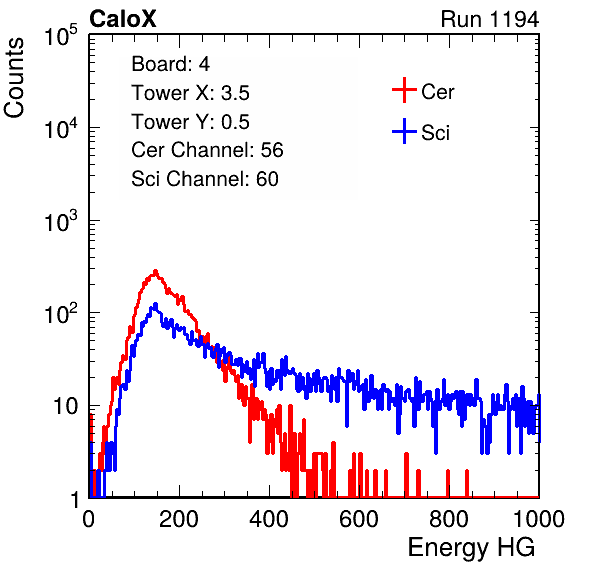 CaloX Run 1194
Counts
10^5
10^4
10^3
10^2
10
1
Board: 4
Tower X: 3.5
Tower Y: 0.5
Cer Channel: 56
Sci Channel: 60
Cer
Sci
0 200 400 600 800 1000
Energy HG